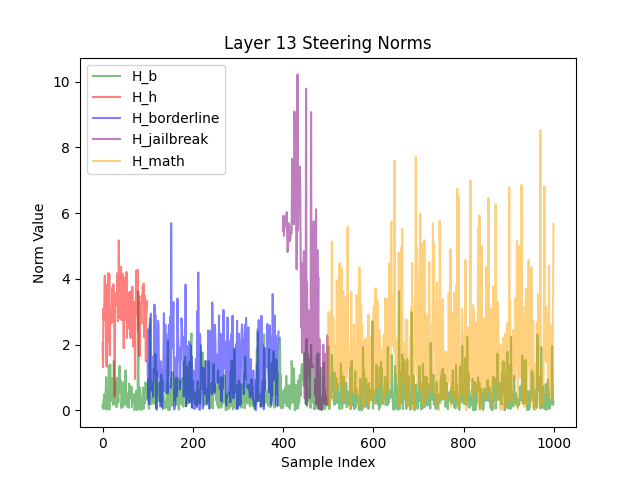 Layer 13 Steering Norms
H_b
H_h
H_borderline
H_jailbreak
H_math
Norm Value
10
8
6
4
2
0
0 200 400 600 800 1000
Sample Index